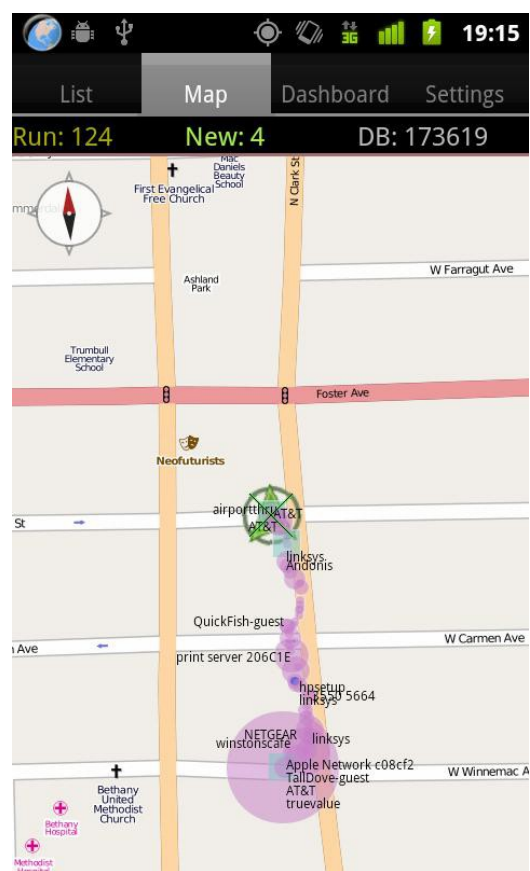 3G
19:15
List
Map
Dashboard
Settings
Run: 124
New: 4
DB: 173619
Mac
Daniels
Beauty
School
First Evangelical
Free Church
N Clark St
W Farragut Ave
Ashland
Park
Trumbull
Elementary
School
Foster Ave
Neofuturists
airportthru
AT&T
AT&T
St
linksys
Andonis
QuickFish-guest
W Carmen Ave
Ave
print server 206C1E
hpsetup
5664
linksys
NETGEAR
winstonscafe
linksys
Apple Network c08cf2
TallDove-guest
AT&T
truevalue
W Winnemac A
Bethany
United
Methodist
Church
Bethany
Hospital
Methodist